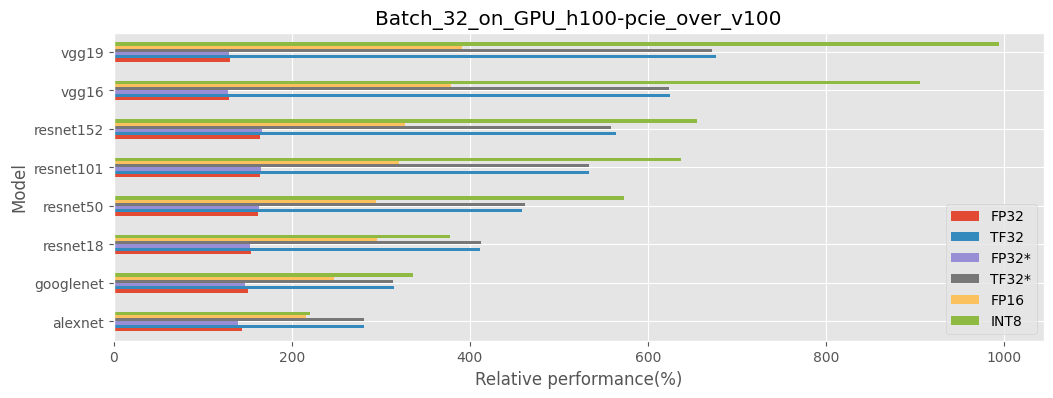 Batch_32_on_GPU_h100-pcie_over_v100
Model
vgg19
vgg16
resnet152
resnet101
resnet50
resnet18
googlenet
alexnet
FP32
TF32
FP32*
TF32*
FP16
INT8
0 200 400 600 800 1000
Relative performance(%)